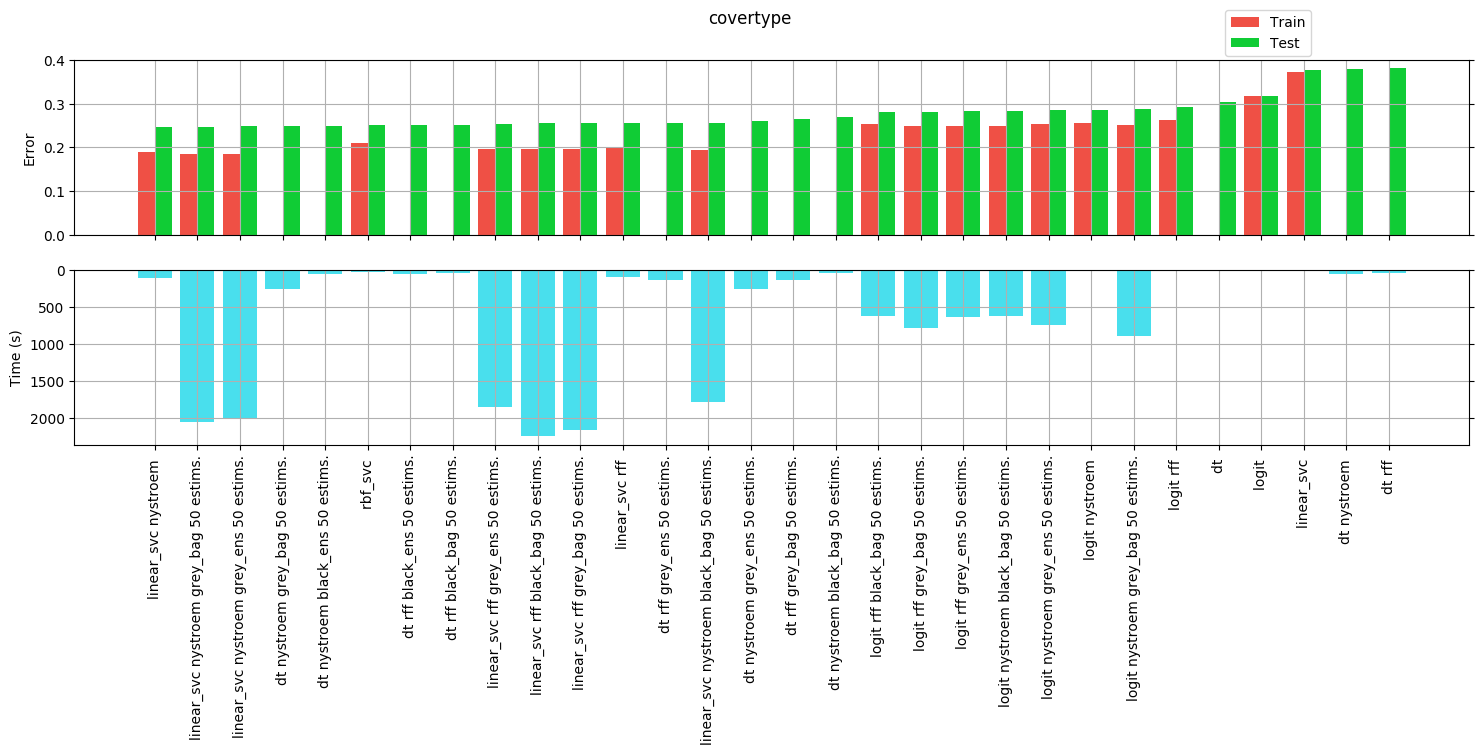 covertype
Train
Test
0.4
0.3
0.2
0.1
0.0
Error
0
500
1000
1500
2000
Time (s)
linear_svc nystroem
linear_svc nystroem grey_bag 50 estims.
linear_svc nystroem grey_ens 50 estims.
dt nystroem grey_bag 50 estims.
dt nystroem black_ens 50 estims.
rbf_svc
dt rff black_ens 50 estims.
dt rff black_bag 50 estims.
linear_svc rff grey_ens 50 estims.
linear_svc rff black_bag 50 estims.
linear_svc rff grey_bag 50 estims.
linear_svc rff
dt rff grey_ens 50 estims.
linear_svc nystroem black_bag 50 estims.
dt nystroem grey_ens 50 estims.
dt rff grey_bag 50 estims.
dt nystroem black_bag 50 estims.
logit rff black_bag 50 estims.
logit rff grey_bag 50 estims.
logit rff grey_ens 50 estims.
logit nystroem black_bag 50 estims.
logit nystroem grey_ens 50 estims.
logit nystroem
logit nystroem grey_bag 50 estims.
logit rff
dt
logit
linear_svc
dt nystroem
dt rff